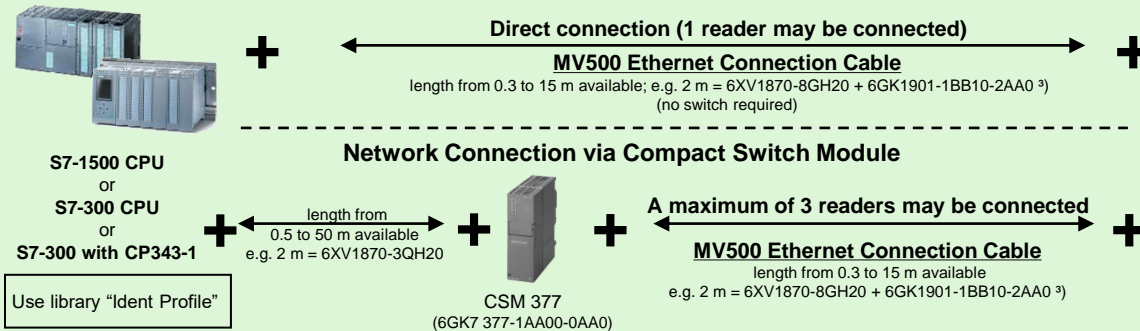 Direct connection (1 reader may be connected)
MV500 Ethernet Connection Cable
length from 0.3 to 15 m available; e.g. 2 m = 6XV1870-8GH20 + 6GK1901-1BB10-2AA0 ³)
(no switch required)
Network Connection via Compact Switch Module
S7-1500 CPU
or
S7-300 CPU
or
S7-300 with CP343-1
Use library “Ident Profile”
length from
0.5 to 50 m available
e.g. 2 m = 6XV1870-3QH20
CSM 377
(6GK7 377-1AA00-0AA0)
A maximum of 3 readers may be connected
MV500 Ethernet Connection Cable
length from 0.3 to 15 m available
e.g. 2 m = 6XV1870-8GH20 + 6GK1901-1BB10-2AA0 ³)